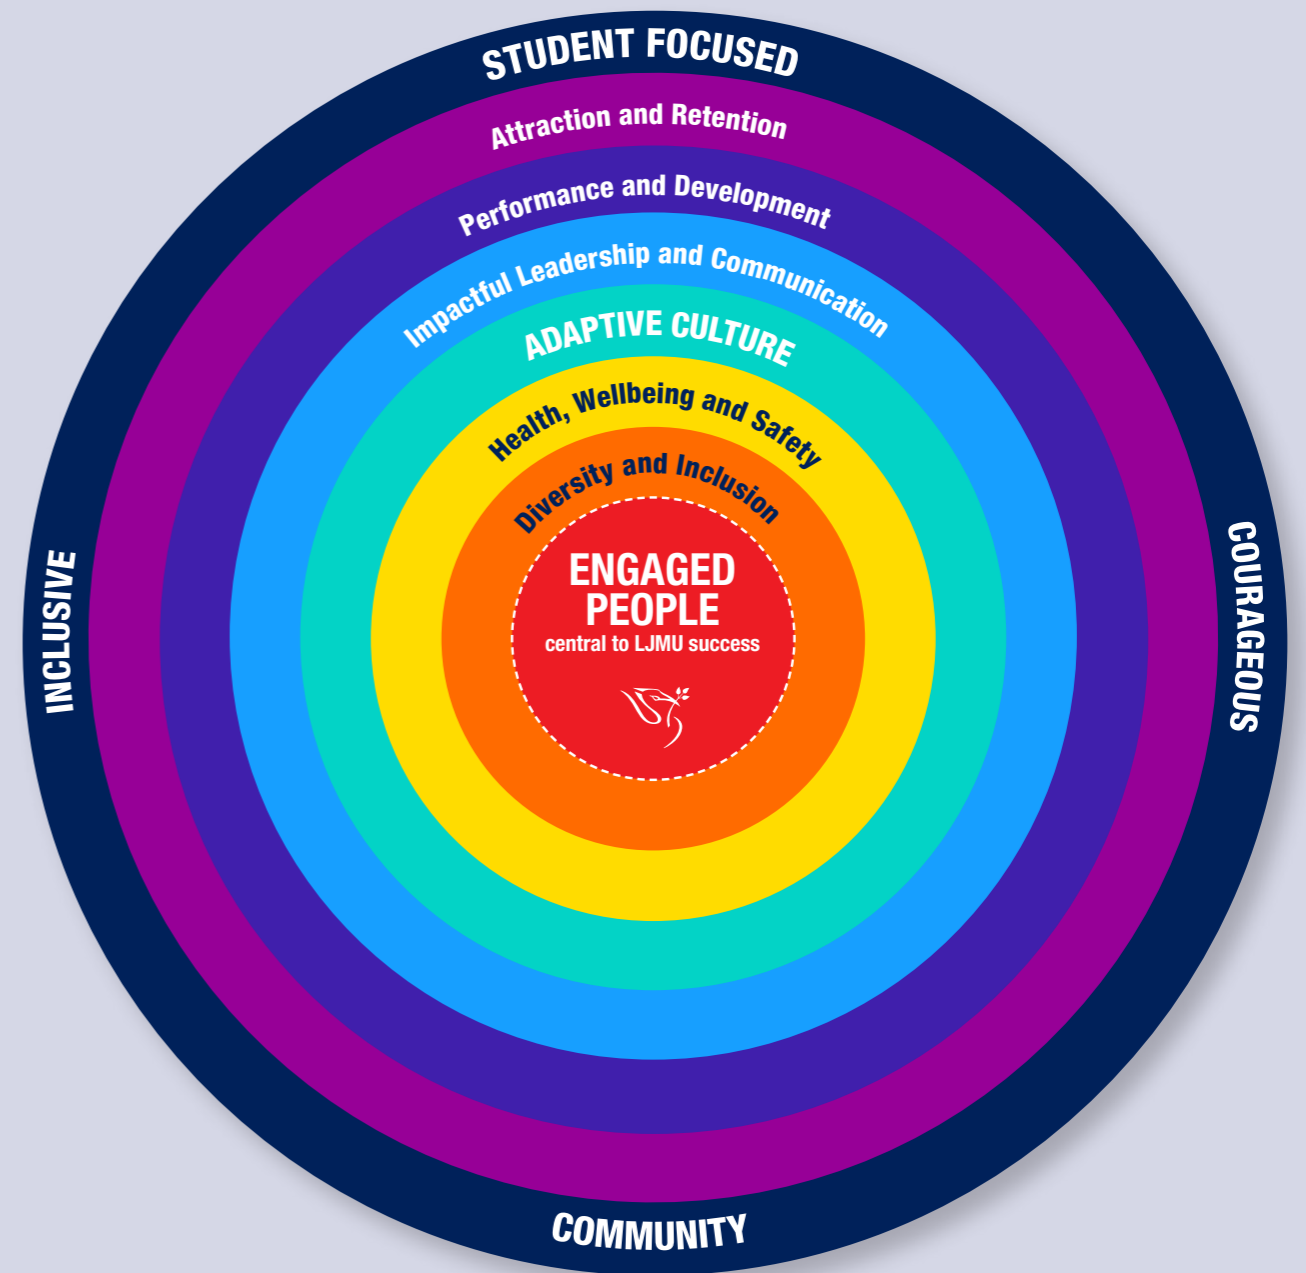 STUDENT FOCUSED
Attraction and Retention
Performance and Development
Impactful Leadership and Communication
ADAPTIVE CULTURE
Health, Wellbeing and Safety
Diversity and Inclusion
ENGAGED
PEOPLE
central to LJMU success
INCLUSIVE
COURAGEOUS
COMMUNITY